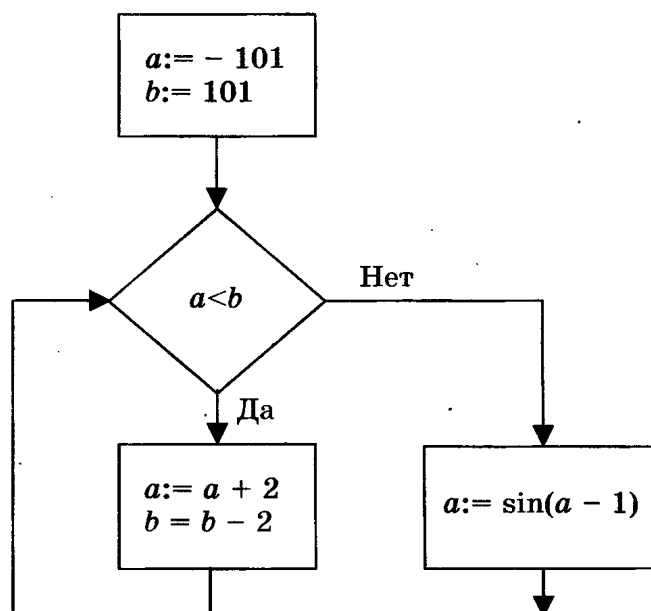 a:= – 101
b:= 101
a<b
Нет
Да
a:= a + 2
b = b – 2
a:= sin(a – 1)